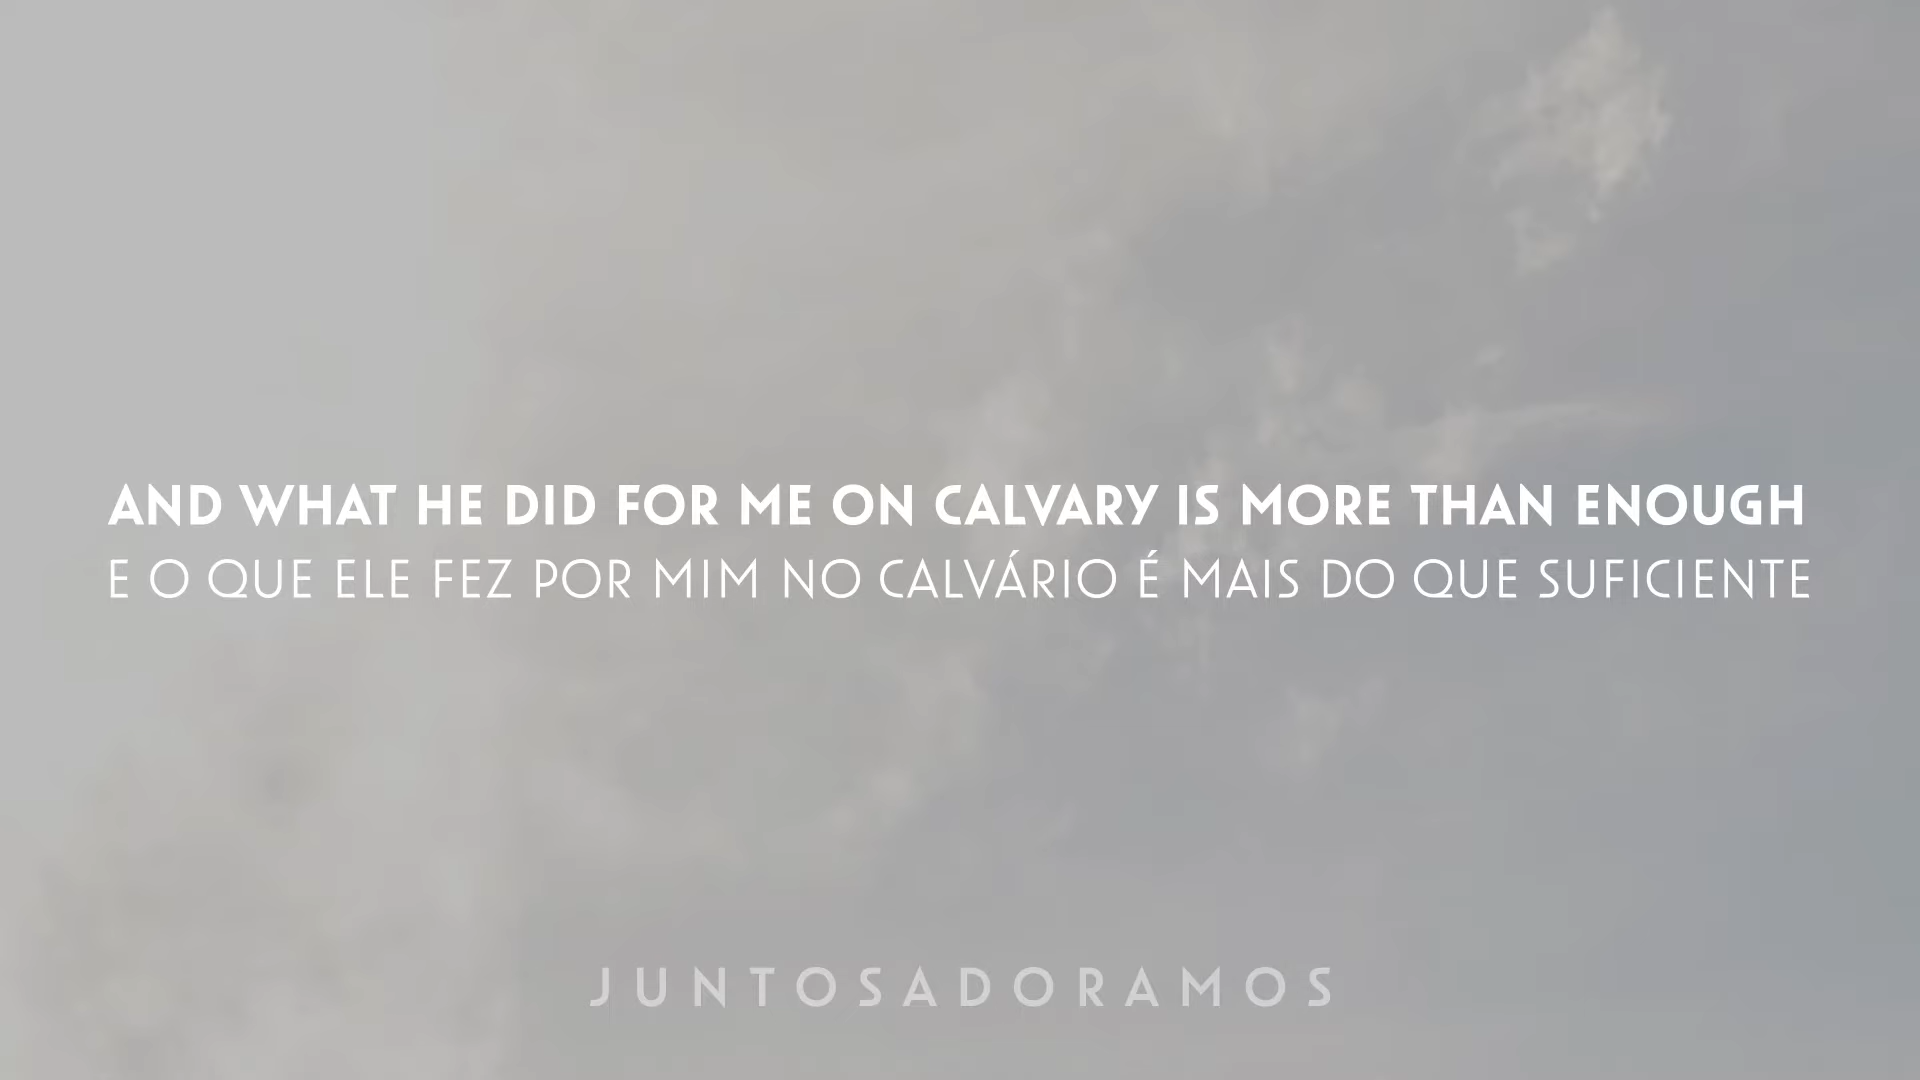 AND WHAT HE DID FOR ME ON CALVARY IS MORE THAN ENOUGH
E O QUE ELE FEZ POR MIM NO CALVÁRIO É MAIS DO QUE SUFICIENTE
JUNTOSADORAMOS